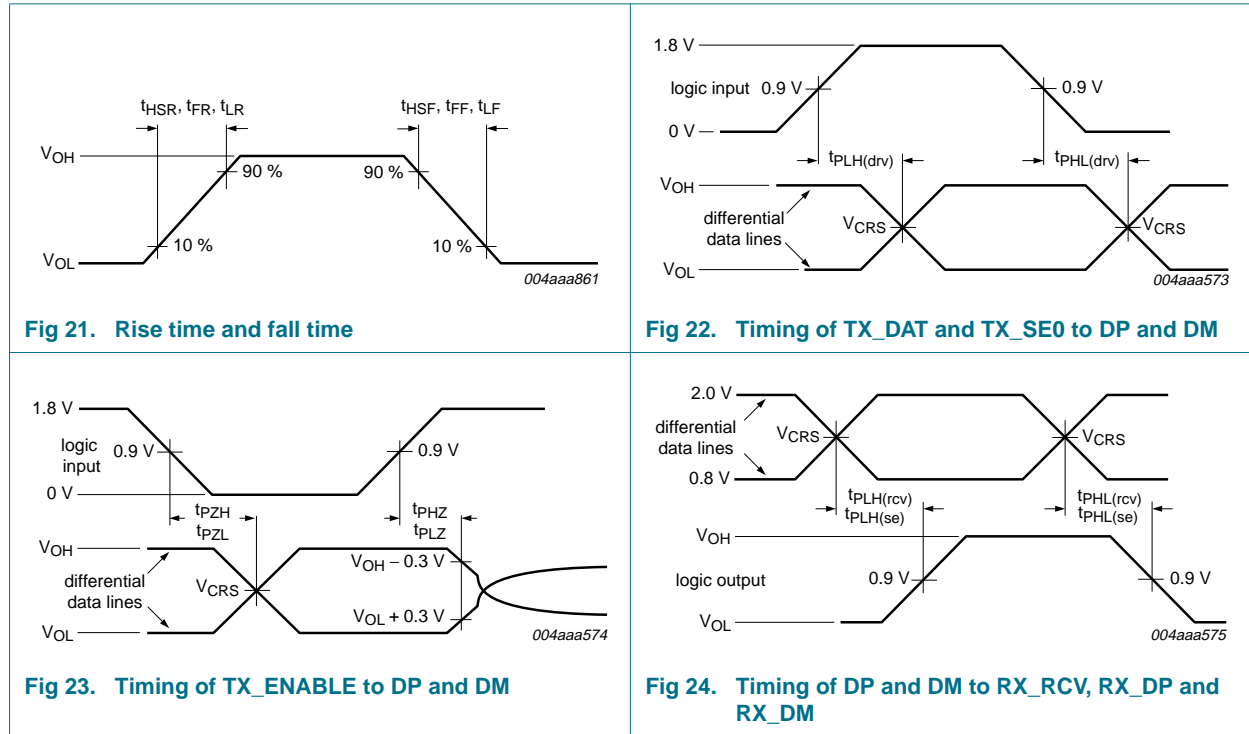 tHSR, tFR, tLR
tHSF, tFF, tLF
VOH
90 %
90 %
10 %
10 %
VOL
004aaa861
Fig 21. Rise time and fall time
1.8 V
logic input
0.9 V
0.9 V
0 V
tPLH(drv)
tPHL(drv)
VOH
differential
data lines
VCRS
VCRS
VOL
004aaa573
Fig 22. Timing of TX_DAT and TX_SE0 to DP and DM
1.8 V
logic
input
0.9 V
0.9 V
0 V
tPZH
tPZL
tPHZ
tPLZ
VOH
VOH – 0.3 V
differential
data lines
VCRS
VOL + 0.3 V
VOL
004aaa574
Fig 23. Timing of TX_ENABLE to DP and DM
2.0 V
differential
data lines
VCRS
VCRS
0.8 V
tPLH(rcv)
tPLH(se)
tPHL(rcv)
tPHL(se)
VOH
logic output
0.9 V
0.9 V
VOL
004aaa575
Fig 24. Timing of DP and DM to RX_RCV, RX_DP and
RX_DM